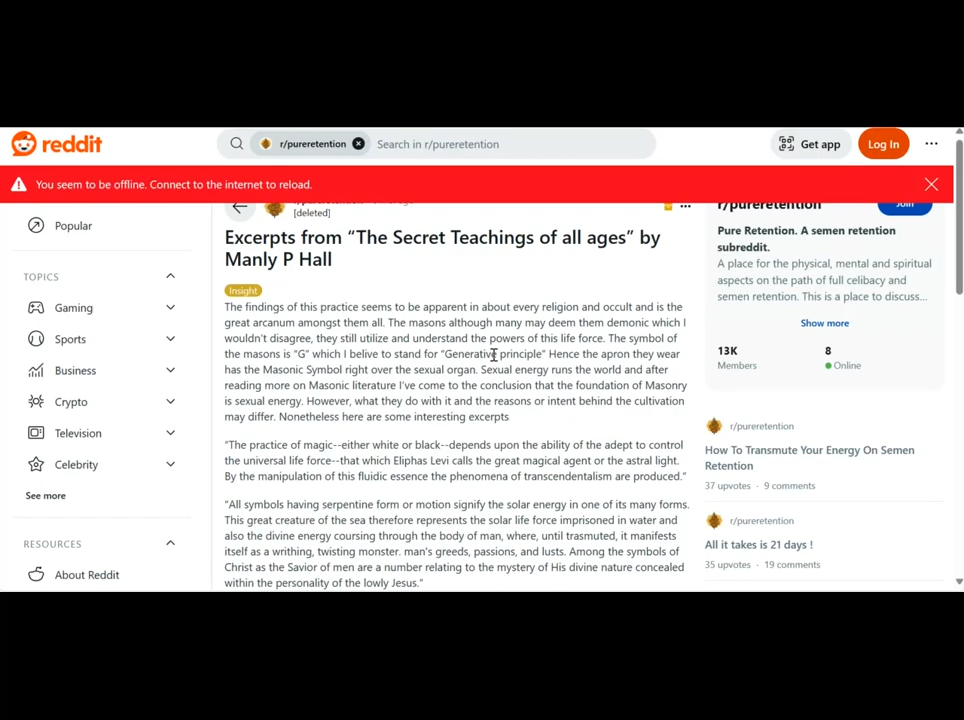 reddit
r/pureretention
Search in r/pureretention
Get app
Log In
You seem to be offline. Connect to the internet to reload.
Popular
TOPICS
Gaming
Sports
Business
Crypto
Television
Celebrity
See more
RESOURCES
About Reddit
[deleted]
Excerpts from “The Secret Teachings of all ages” by
Manly P Hall
Insight
The findings of this practice seems to be apparent in about every religion and occult and is the
great arcanum amongst them all. The masons although many may deem them demonic which I
wouldn't disagree, they still utilize and understand the powers of this life force. The symbol of
the masons is “G” which I belive to stand for “Generative principle” Hence the apron they wear
has the Masonic Symbol right over the sexual organ. Sexual energy runs the world and after
reading more on Masonic literature I've come to the conclusion that the foundation of Masonry
is sexual energy. However, what they do with it and the reasons or intent behind the cultivation
may differ. Nonetheless here are some interesting excerpts
“The practice of magic--either white or black--depends upon the ability of the adept to control
the universal life force--that which Eliphas Levi calls the great magical agent or the astral light.
By the manipulation of this fluidic essence the phenomena of transcendentalism are produced.”
“All symbols having serpentine form or motion signify the solar energy in one of its many forms.
This great creature of the sea therefore represents the solar life force imprisoned in water and
also the divine energy coursing through the body of man, where, until trasmuted, it manifests
itself as a writhing, twisting monster. man's greeds, passions, and lusts. Among the symbols of
Christ as the Savior of men are a number relating to the mystery of His divine nature concealed
within the personality of the lowly Jesus.”
r/pureretention
Join
Pure Retention. A semen retention
subreddit.
A place for the physical, mental and spiritual
aspects on the path of full celibacy and
semen retention. This is a place to discuss...
Show more
13K
8
Members
Online
r/pureretention
How To Transmute Your Energy On Semen
Retention
37 upvotes · 9 comments
r/pureretention
All it takes is 21 days !
35 upvotes · 19 comments